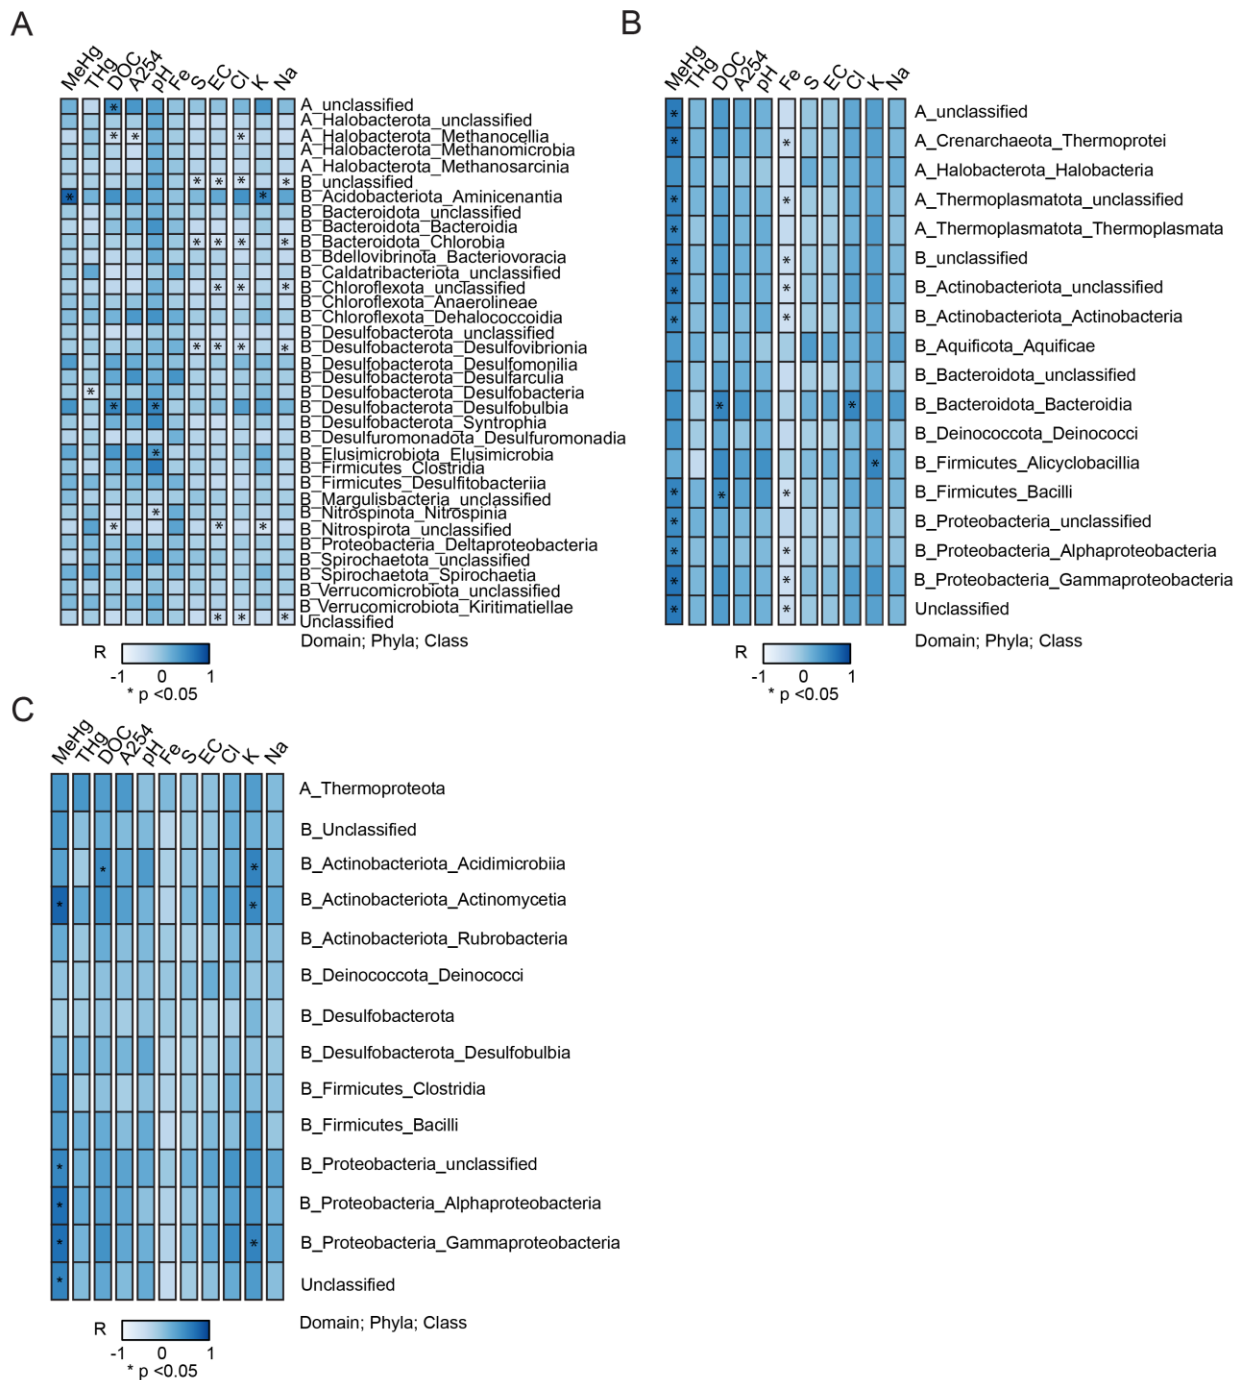 A
MeHg THg DOC A254 pH Fe S EC Cl K Na
A_unclassified
A_Halobacterota_unclassified
A_Halobacterota_Methanocellia
A_Halobacterota_Methanomicrobia
A_Halobacterota_Methanosarcinia
B_unclassified
B_Acidobacteriota_Aminicenantia
B_Bacteroidota_unclassified
B_Bacteroidota_Bacteroidia
B_Bacteroidota_Chlorobia
B_Bdellovibrinota_Bacteriovoracia
B_Caldatribacteriota_unclassified
B_Chloroflexota_unclassified
B_Chloroflexota_Anaerolineae
B_Chloroflexota_Dehalococcoidia
B_Desulfobacterota_unclassified
B_Desulfobacterota_Desulfovibrionia
B_Desulfobacterota_Desulfomonilia
B_Desulfobacterota_Desulfarculia
B_Desulfobacterota_Desulfobacteria
B_Desulfobacterota_Desulfobulbia
B_Desulfobacterota_Syntrophia
B_Desulfuromonadota_Desulfuromonadia
B_Elusimicrobiota_Elusimicrobia
B_Firmicutes_Clostridia
B_Firmicutes_Desulfitobacteriia
B_Margulisbacteria_unclassified
B_Nitrospinota_Nitrospinia
B_Nitrospirota_unclassified
B_Proteobacteria_Deltaproteobacteria
B_Spirochaetota_unclassified
B_Spirochaetota_Spirochaetia
B_Verrucomicrobiota_unclassified
B_Verrucomicrobiota_Kiritimatiellae
Unclassified
Domain; Phyla; Class
R
-1 0 1
* p <0.05
B
MeHg THg DOC A254 pH Fe S EC Cl K Na
A_unclassified
A_Crenarchaeota_Thermoprotei
A_Halobacterota_Halobacteria
A_Thermoplasmatota_unclassified
A_Thermoplasmatota_Thermoplasmata
B_unclassified
B_Actinobacteriota_unclassified
B_Actinobacteriota_Actinobacteria
B_Aquificota_Aquificae
B_Bacteroidota_unclassified
B_Bacteroidota_Bacteroidia
B_Deinococcota_Deinococci
B_Firmicutes_Alicyclobacillia
B_Firmicutes_Bacilli
B_Proteobacteria_unclassified
B_Proteobacteria_Alphaproteobacteria
B_Proteobacteria_Gammaproteobacteria
Unclassified
Domain; Phyla; Class
R
-1 0 1
* p <0.05
C
MeHg THg DOC A254 pH Fe S EC Cl K Na
A_Thermoproteota
B_Unclassified
B_Actinobacteriota_Acidimicrobiia
B_Actinobacteriota_Actinomycetia
B_Actinobacteriota_Rubrobacteria
B_Deinococcota_Deinococci
B_Desulfobacterota
B_Desulfobacterota_Desulfobulbia
B_Firmicutes_Clostridia
B_Firmicutes_Bacilli
B_Proteobacteria_unclassified
B_Proteobacteria_Alphaproteobacteria
B_Proteobacteria_Gammaproteobacteria
Unclassified
Domain; Phyla; Class
R
-1 0 1
* p <0.05